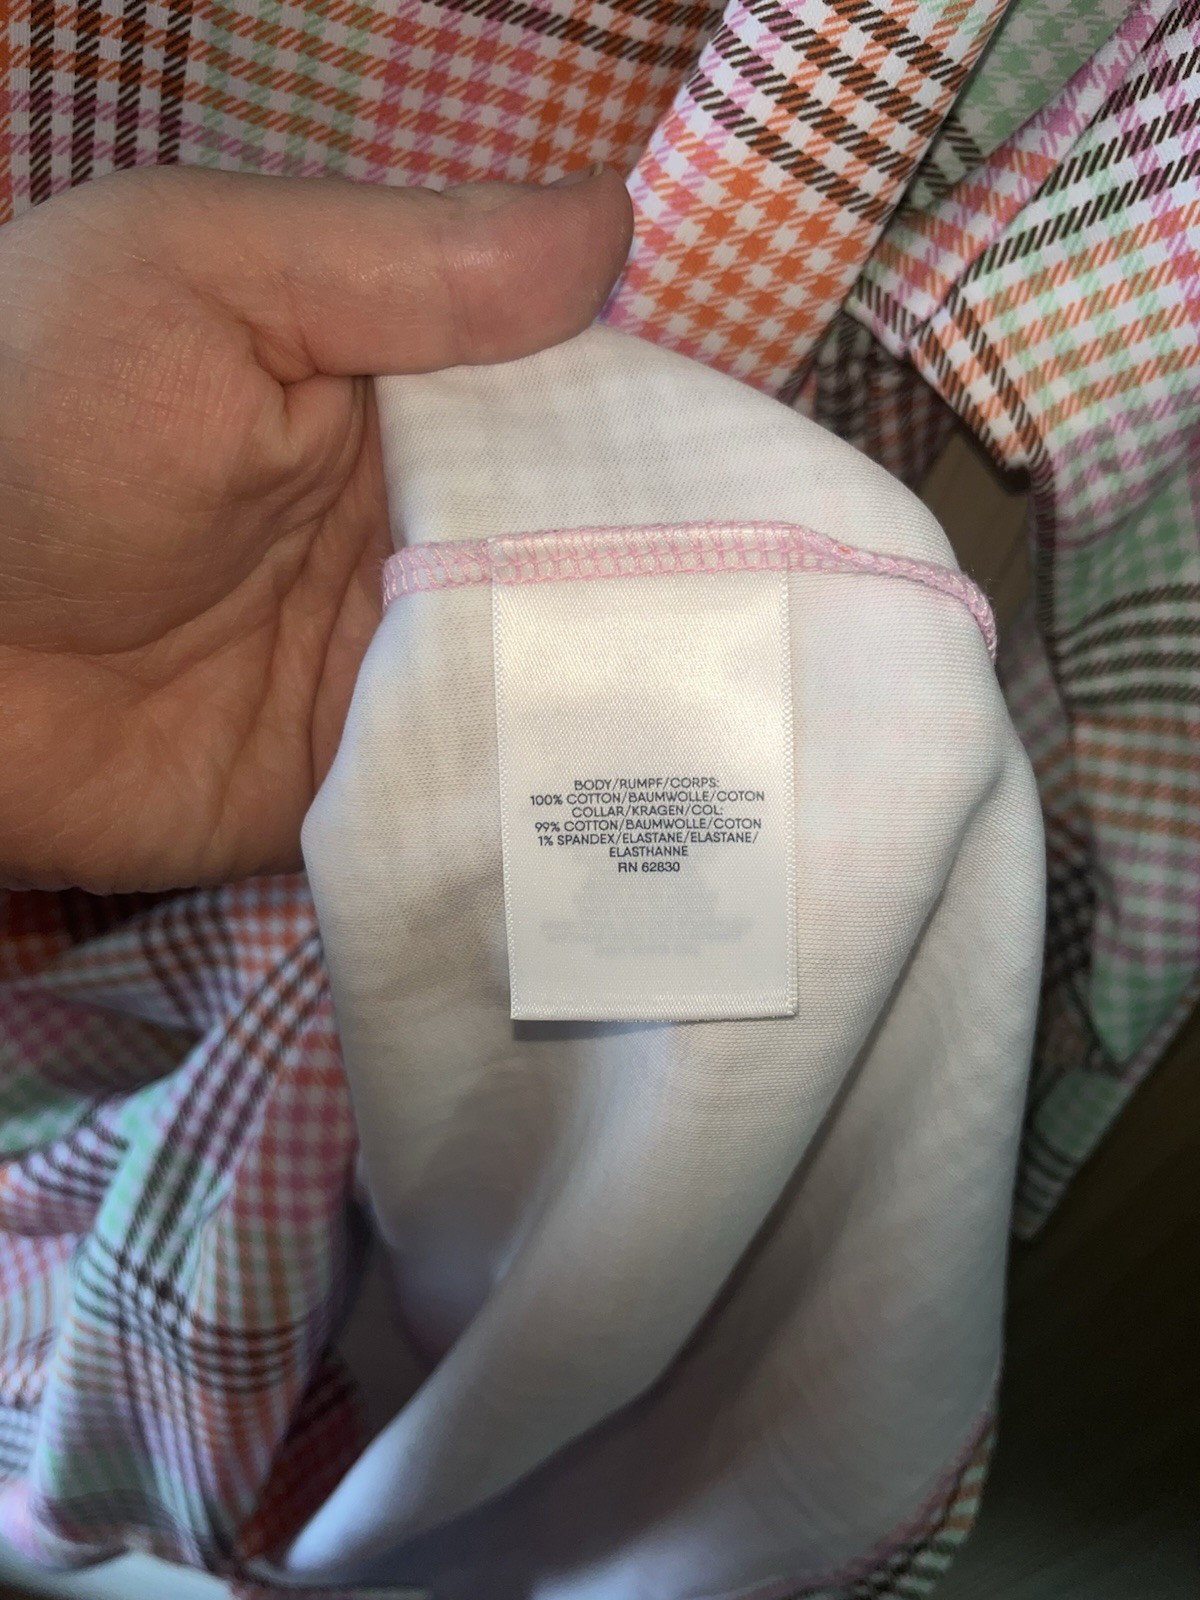 BODY/RUMPF/CORPS:
100% COTTON/BAUMWOLLE/COTON
COLLAR/KRAGEN/COL:
99% COTTON/BAUMWOLLE/COTON
1% SPANDEX/ELASTANE/ELASTANE/
ELASTHANNE
RN 62830